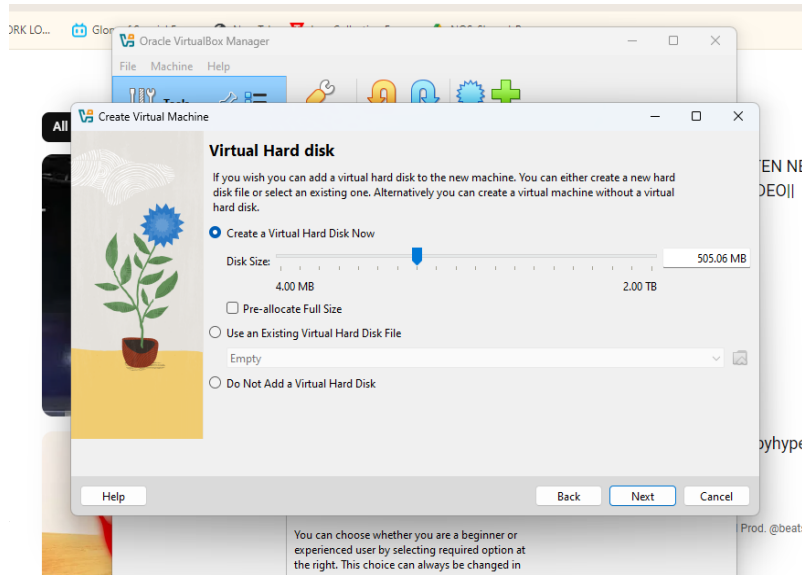 Oracle VirtualBox Manager
File Machine Help
All
Create Virtual Machine
Virtual Hard disk
If you wish you can add a virtual hard disk to the new machine. You can either create a new hard
disk file or select an existing one. Alternatively you can create a virtual machine without a virtual
hard disk.
Create a Virtual Hard Disk Now
Disk Size:
505.06 MB
4.00 MB
2.00 TB
Pre-allocate Full Size
Use an Existing Virtual Hard Disk File
Empty
Do Not Add a Virtual Hard Disk
Help
Back
Next
Cancel
Prod. @beat
You can choose whether you are a beginner or
experienced user by selecting required option at
the right. This choice can always be changed in